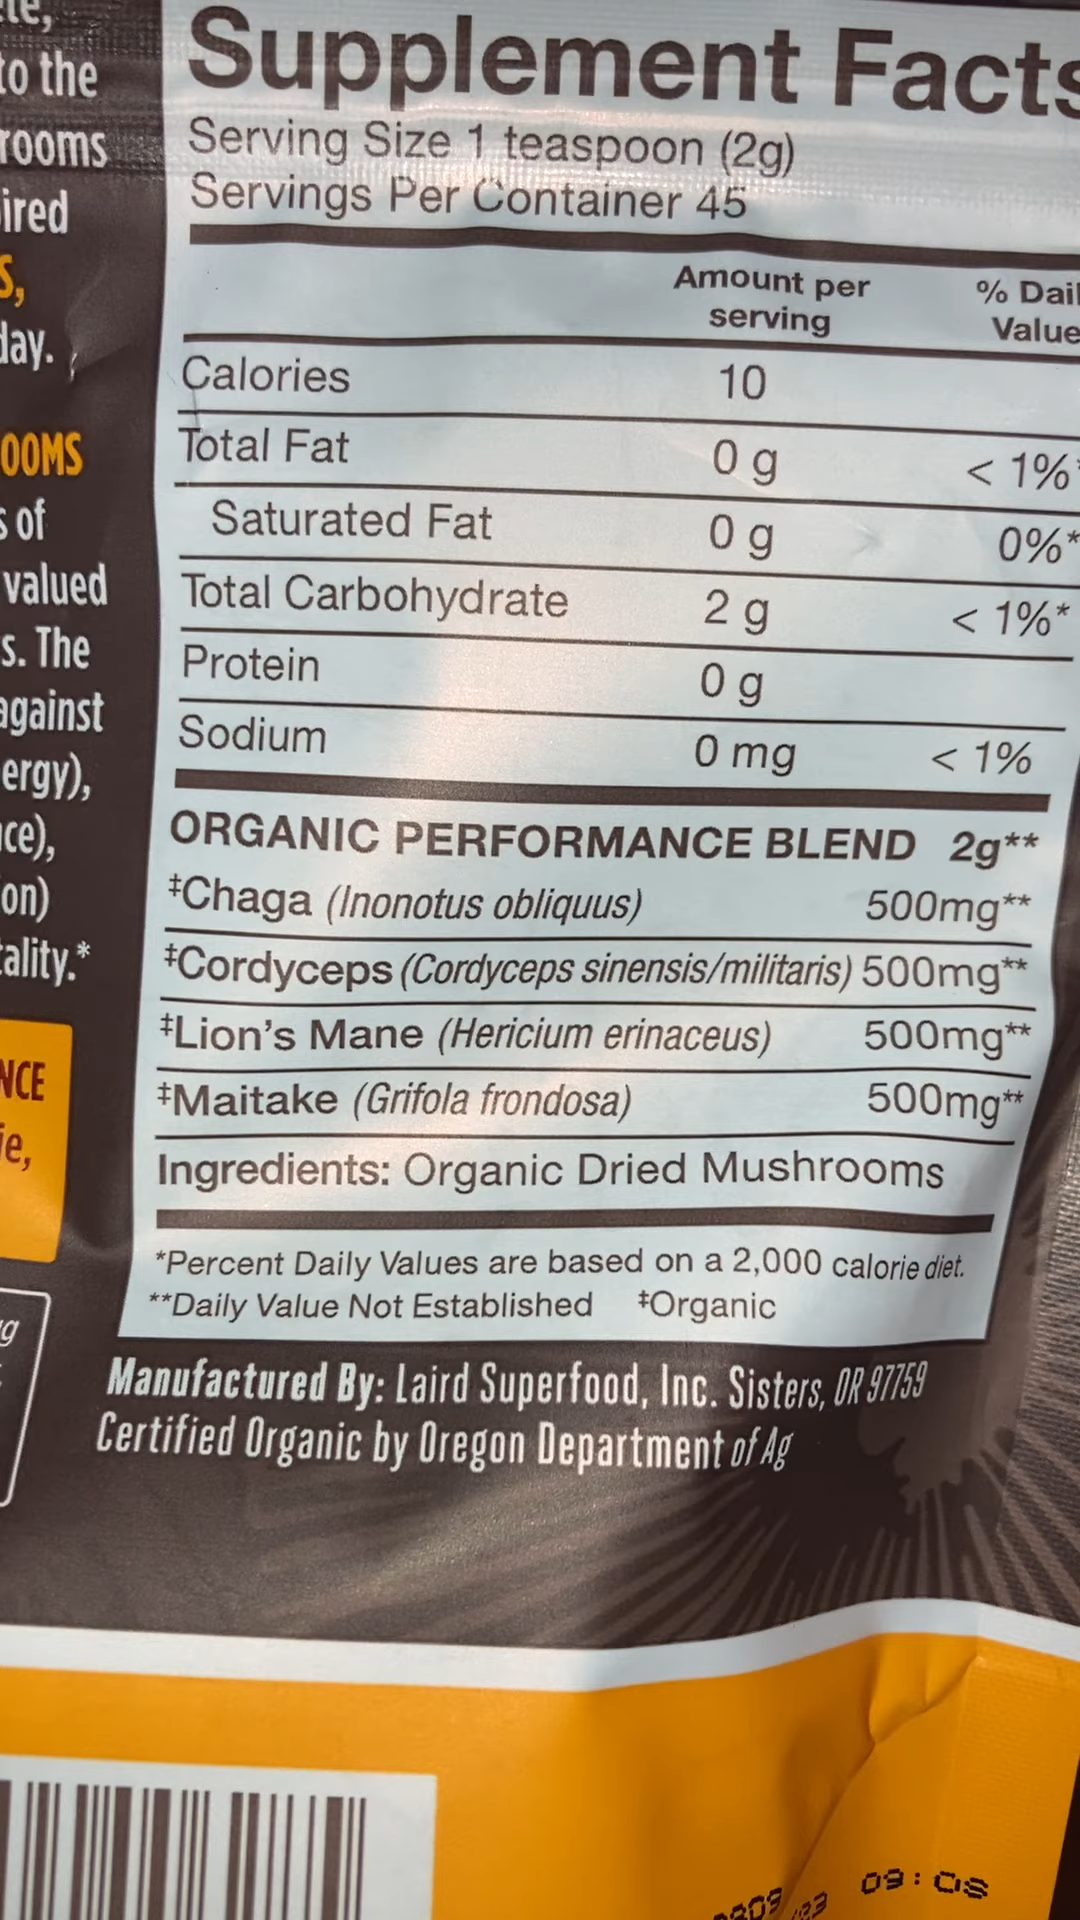 to the
rooms
ired
S,
day.
OOMS
s of
valued
s. The
against
ergy),
ce),
on)
ality.*
NCE
ie,
g
Supplement Facts
Serving Size 1 teaspoon (2g)
Servings Per Container 45
Amount per serving % Dail Value
Calories 10
Total Fat 0 g < 1%*
Saturated Fat 0 g 0%*
Total Carbohydrate 2 g < 1%*
Protein 0 g
Sodium 0 mg < 1%
ORGANIC PERFORMANCE BLEND 2g**
‡Chaga (Inonotus obliquus) 500mg**
‡Cordyceps (Cordyceps sinensis/militaris) 500mg**
‡Lion's Mane (Hericium erinaceus) 500mg**
‡Maitake (Grifola frondosa) 500mg**
Ingredients: Organic Dried Mushrooms
*Percent Daily Values are based on a 2,000 calorie diet.
**Daily Value Not Established ‡Organic
Manufactured By: Laird Superfood, Inc. Sisters, OR 97759
Certified Organic by Oregon Department of Ag
09:08